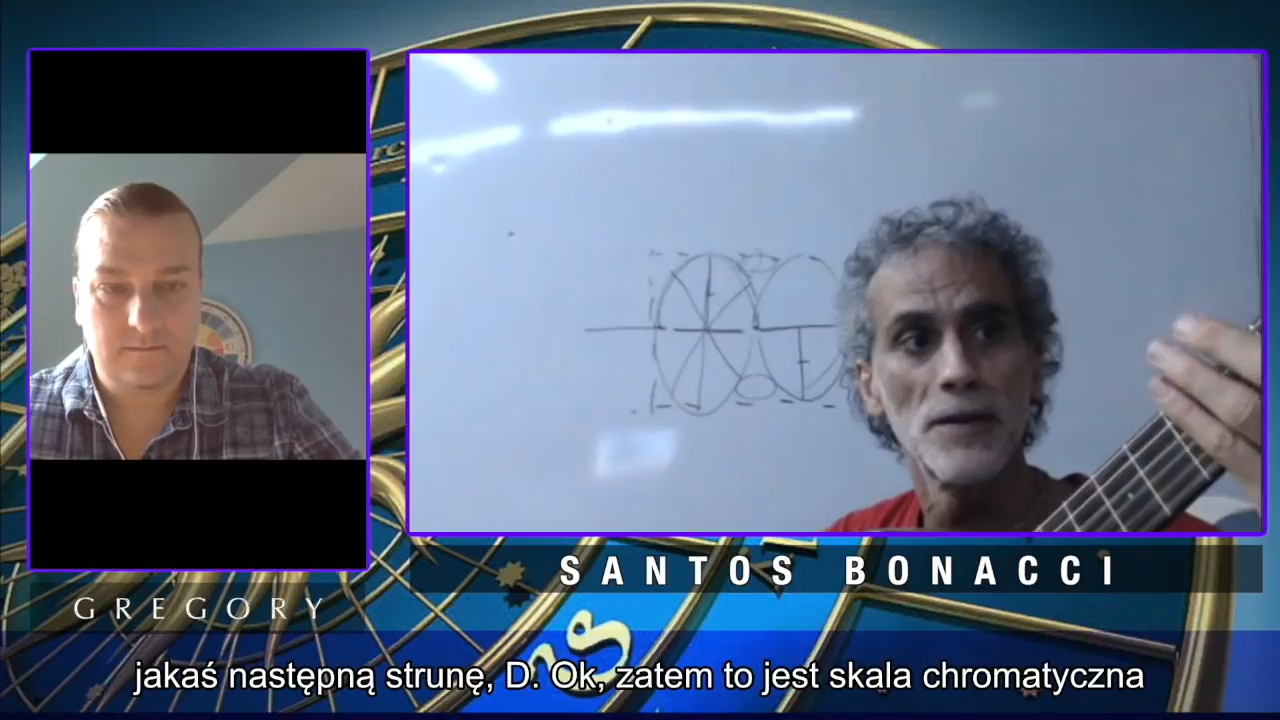 SANTOS BONACCI
GREGORY
jakaś następną strunę, D. Ok, zatem to jest skala chromatyczna